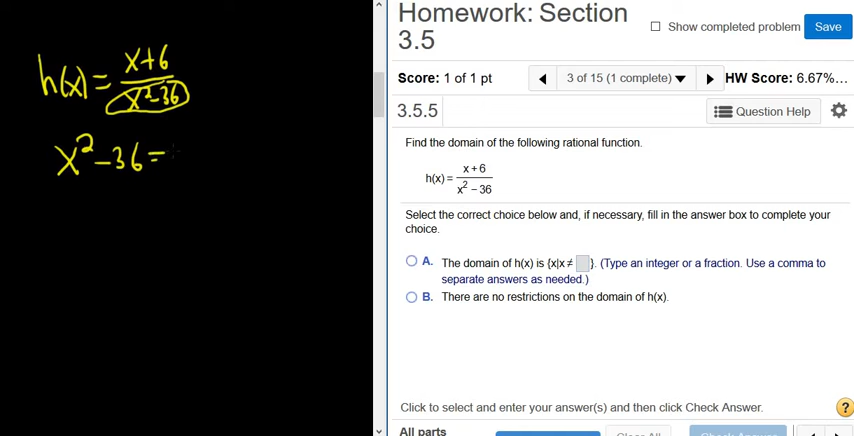 h(x) = x+6 / x²-36
x² - 36 =
Homework: Section 3.5
Show completed problem
Save
Score: 1 of 1 pt
3 of 15 (1 complete)
HW Score: 6.67%...
3.5.5
Question Help
Find the domain of the following rational function.
h(x) = x + 6 / x² - 36
Select the correct choice below and, if necessary, fill in the answer box to complete your
choice.
A. The domain of h(x) is {x|x ≠ }. (Type an integer or a fraction. Use a comma to
separate answers as needed.)
B. There are no restrictions on the domain of h(x).
Click to select and enter your answer(s) and then click Check Answer.
?
All parts
Clear All
Check Answer